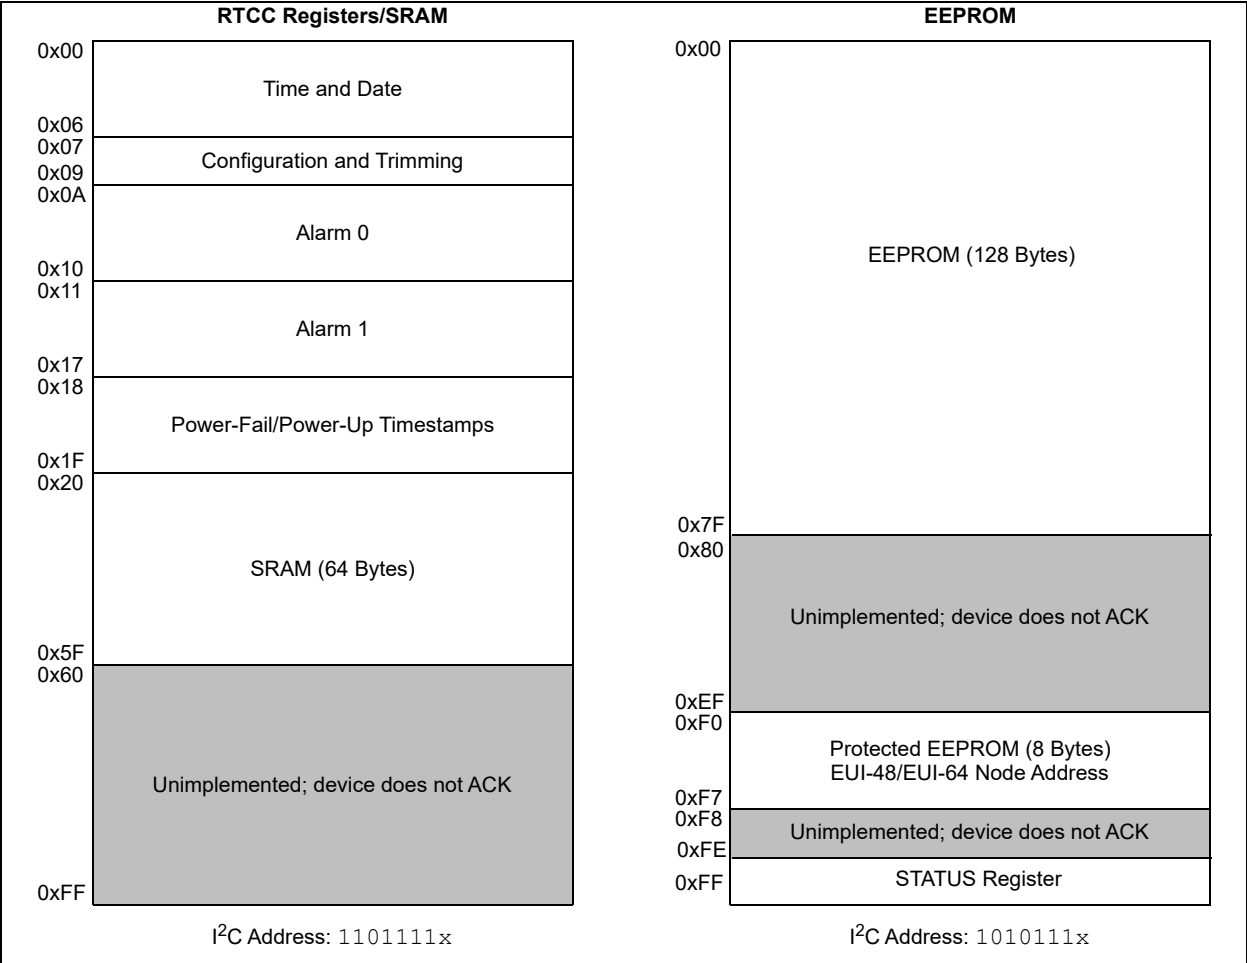 RTCC Registers/SRAM
0x00
Time and Date
0x06
0x07
Configuration and Trimming
0x09
0x0A
Alarm 0
0x10
0x11
Alarm 1
0x17
0x18
Power-Fail/Power-Up Timestamps
0x1F
0x20
SRAM (64 Bytes)
0x5F
0x60
Unimplemented; device does not ACK
0xFF
I²C Address: 1101111x
EEPROM
0x00
EEPROM (128 Bytes)
0x7F
0x80
Unimplemented; device does not ACK
0xEF
0xF0
Protected EEPROM (8 Bytes)
EUI-48/EUI-64 Node Address
0xF7
0xF8
Unimplemented; device does not ACK
0xFE
0xFF
STATUS Register
I²C Address: 1010111x